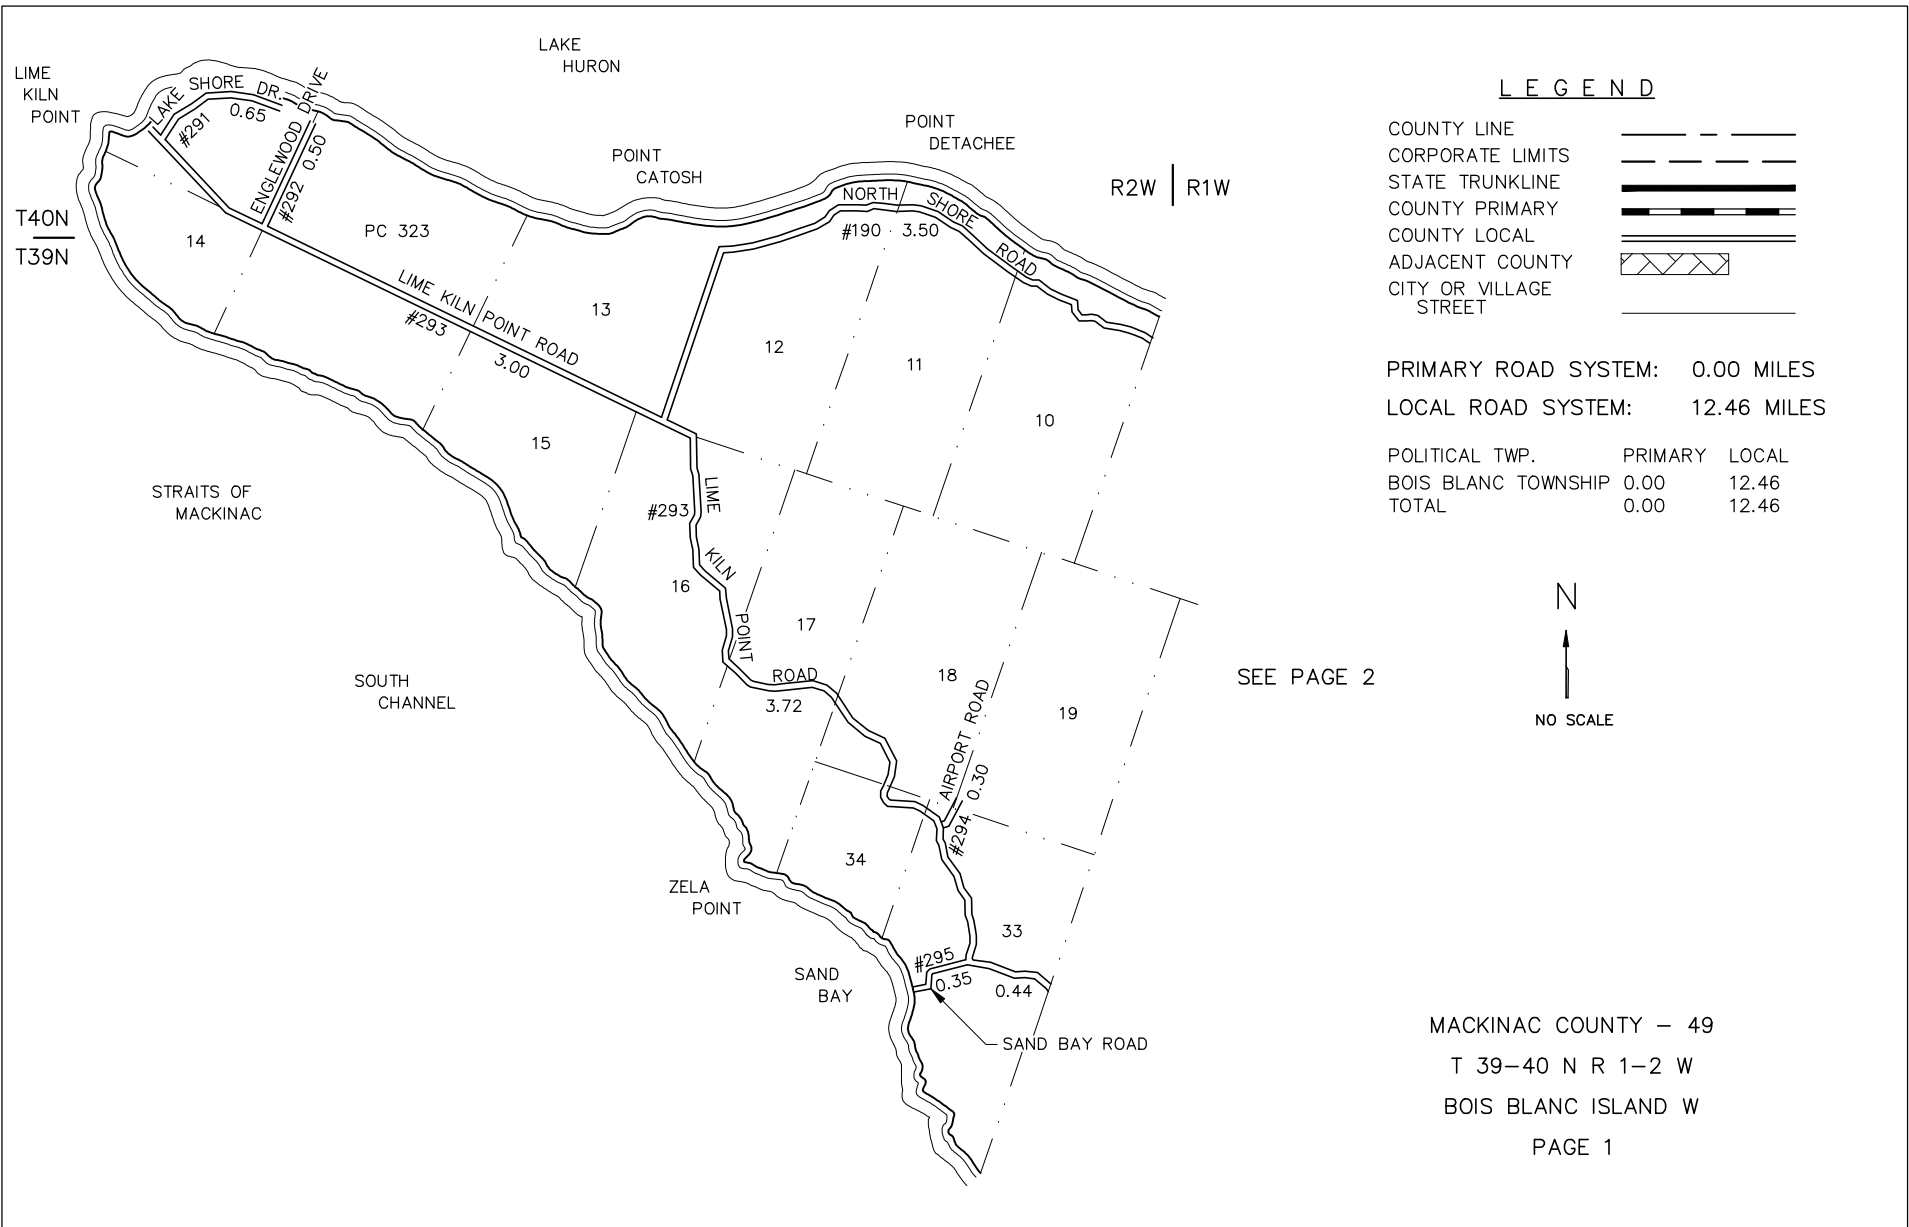 LAKE
HURON
LIME
KILN
POINT
LAKE SHORE DR.
#291
0.65
ENGLEWOOD DRIVE
#292 0.50
POINT
CATOSH
POINT
DETACHEE
R2W R1W
T40N
T39N
14
PC 323
LIME KILN POINT ROAD
#293
3.00
13
NORTH SHORE ROAD
#190 3.50
12
11
10
15
STRAITS OF
MACKINAC
LIME KILN POINT ROAD
#293
16
3.72
17
18
19
SOUTH
CHANNEL
AIRPORT ROAD
#294 0.30
34
33
ZELA
POINT
SAND
BAY
#295
0.35
0.44
SAND BAY ROAD
SEE PAGE 2
LEGEND
COUNTY LINE
CORPORATE LIMITS
STATE TRUNKLINE
COUNTY PRIMARY
COUNTY LOCAL
ADJACENT COUNTY
CITY OR VILLAGE
STREET
PRIMARY ROAD SYSTEM: 0.00 MILES
LOCAL ROAD SYSTEM: 12.46 MILES
POLITICAL TWP. PRIMARY LOCAL
BOIS BLANC TOWNSHIP 0.00 12.46
TOTAL 0.00 12.46
N
NO SCALE
MACKINAC COUNTY - 49
T 39-40 N R 1-2 W
BOIS BLANC ISLAND W
PAGE 1